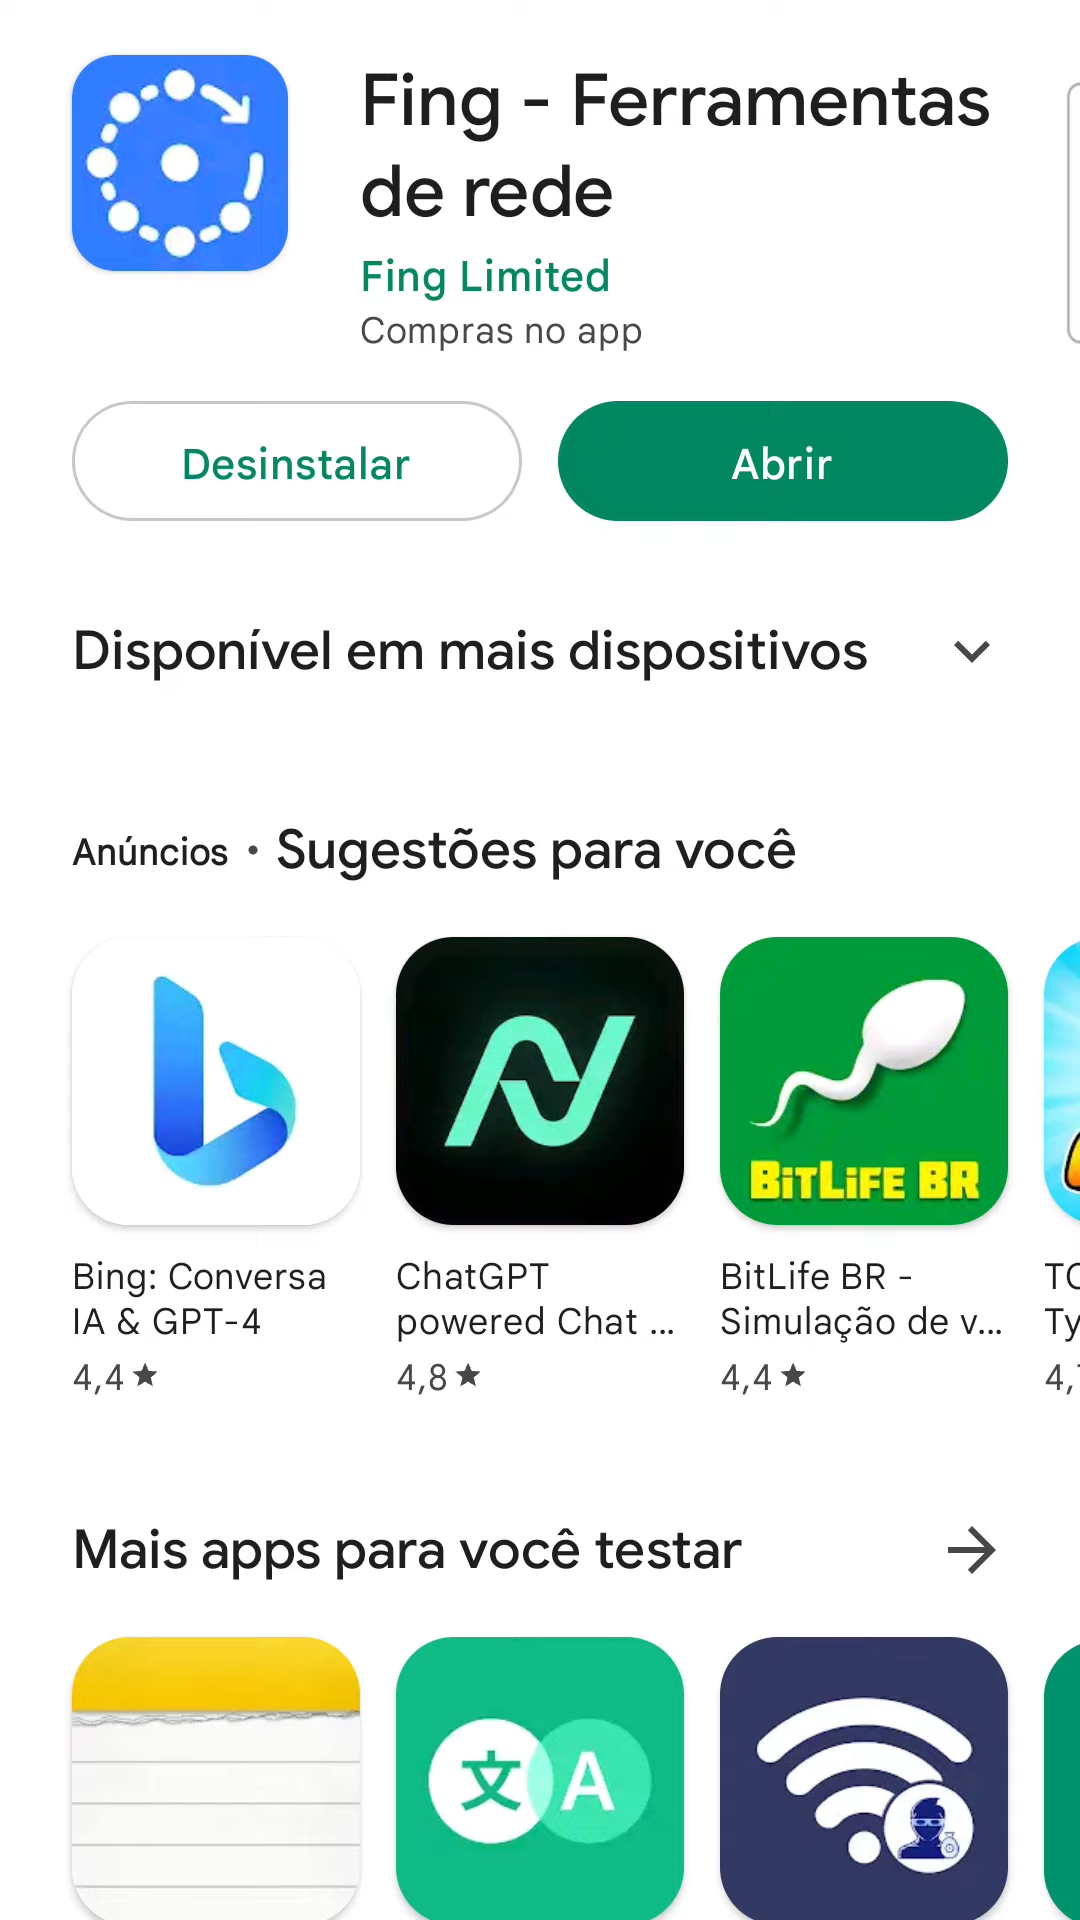 Fing - Ferramentas
de rede
Fing Limited
Compras no app
Desinstalar
Abrir
Disponível em mais dispositivos
Anúncios • Sugestões para você
BITLIFE BR
Bing: Conversa
IA & GPT-4
4,4★
ChatGPT
powered Chat ...
4,8★
BitLife BR -
Simulação de v...
4,4★
Mais apps para você testar
文 A